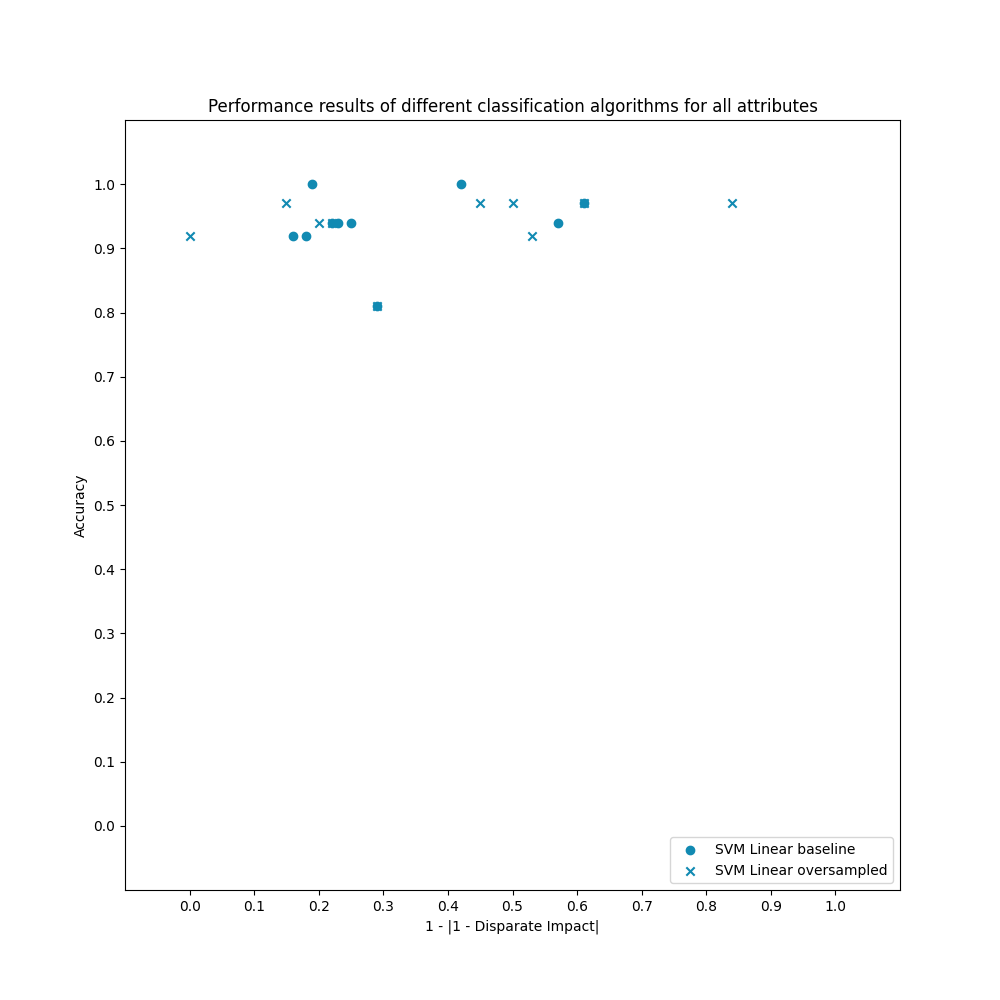 Performance results of different classification algorithms for all attributes
1.0
0.9
0.8
0.7
0.6
0.5
0.4
0.3
0.2
0.1
0.0
Accuracy
SVM Linear baseline
SVM Linear oversampled
0.0 0.1 0.2 0.3 0.4 0.5 0.6 0.7 0.8 0.9 1.0
1 - |1 - Disparate Impact|